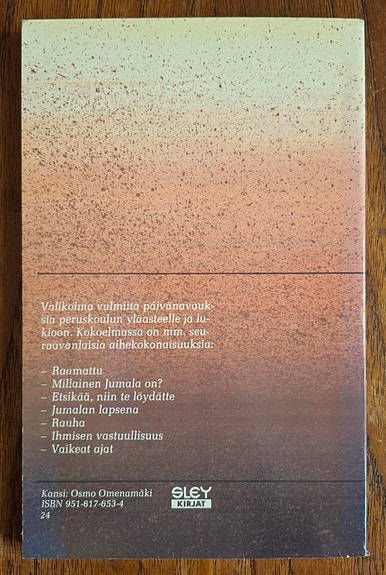 Valikoima valmiita päivänavauk-
sia peruskoulun yläasteelle ja lu-
kioon. Kokoelmassa on mm. seu-
raavanlaisia aihekokonaisuuksia:
– Raamattu
– Millainen Jumala on?
– Etsikää, niin te löydätte
– Jumalan lapsena
– Rauha
– Ihmisen vastuullisuus
– Vaikeat ajat
Kansi: Osmo Omenamäki
ISBN 951-617-653-4
24
SLEY
KIRJAT